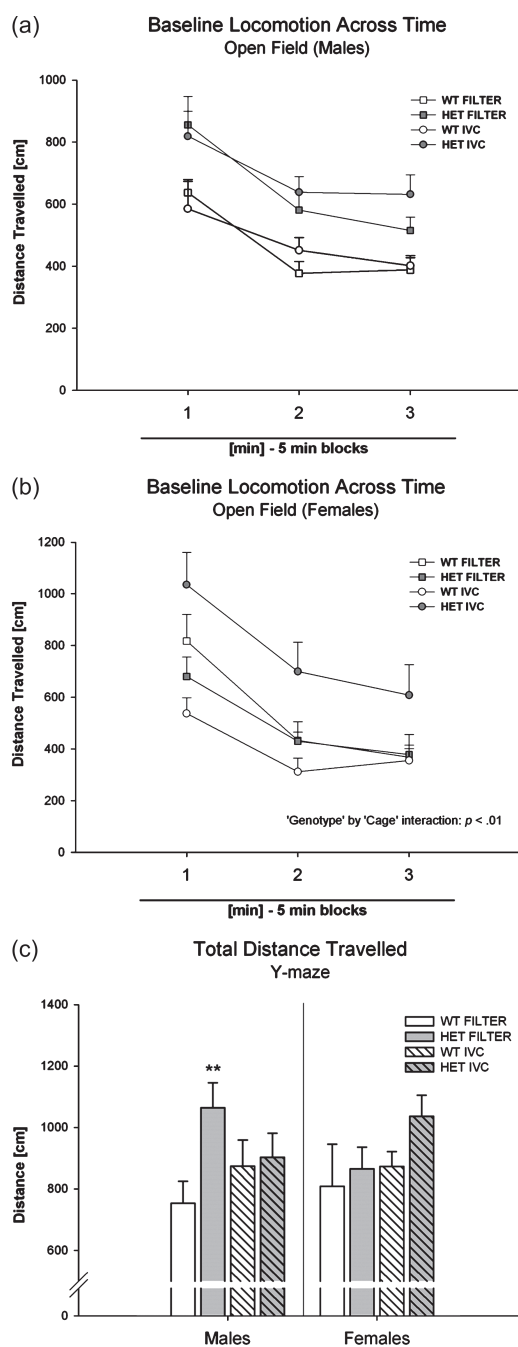 (a)
Baseline Locomotion Across Time
Open Field (Males)
1000
800
600
400
200
0
Distance Travelled [cm]
WT FILTER
HET FILTER
WT IVC
HET IVC
1 2 3
[min] - 5 min blocks
(b)
Baseline Locomotion Across Time
Open Field (Females)
1200
1000
800
600
400
200
0
Distance Travelled [cm]
WT FILTER
HET FILTER
WT IVC
HET IVC
'Genotype' by 'Cage' interaction: p < .01
1 2 3
[min] - 5 min blocks
(c)
Total Distance Travelled
Y-maze
1400
1200
1000
800
600
0
Distance [cm]
WT FILTER
HET FILTER
WT IVC
HET IVC
**
Males Females